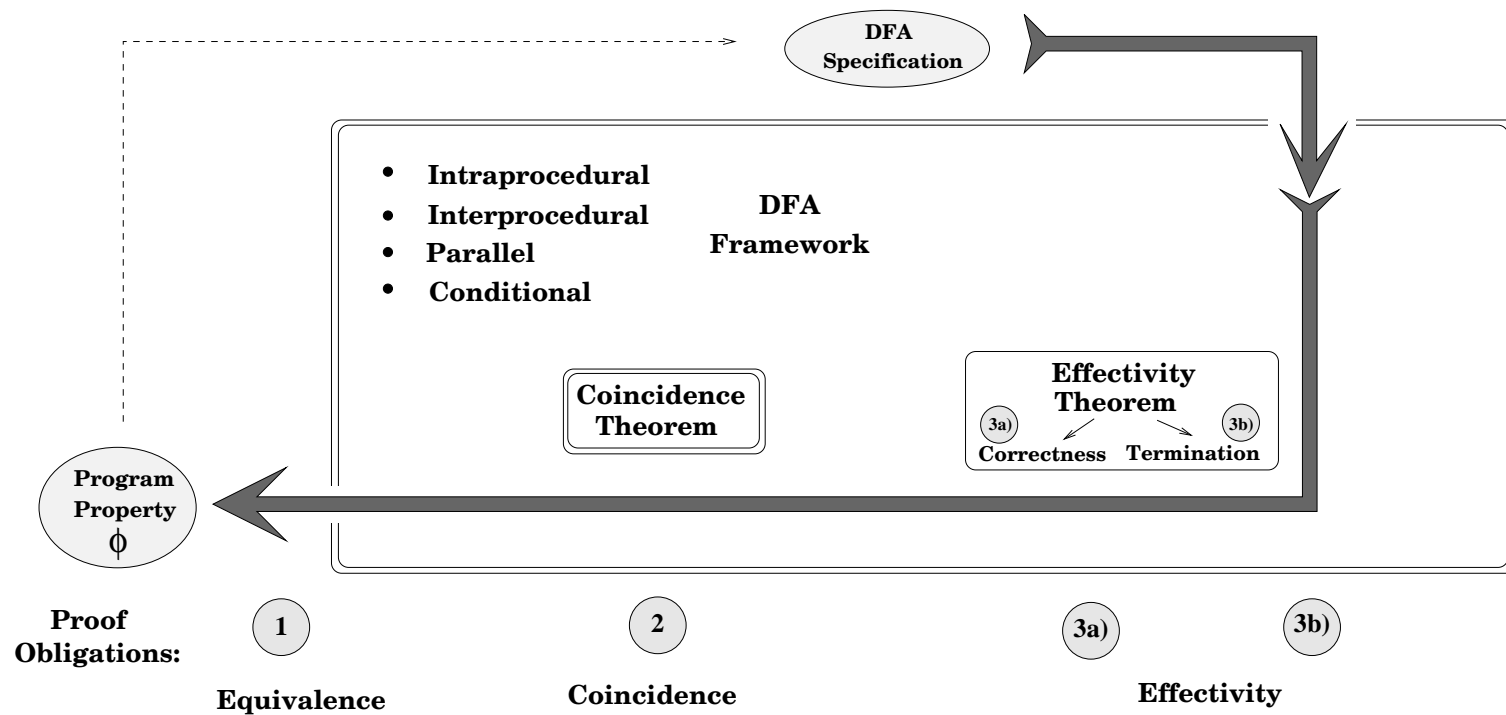 DFA
Specification
• Intraprocedural
• Interprocedural
• Parallel
• Conditional
DFA
Framework
Coincidence
Theorem
Effectivity
Theorem
3a)
3b)
Correctness
Termination
Program
Property
ϕ
Proof
Obligations:
1
2
3a)
3b)
Equivalence
Coincidence
Effectivity